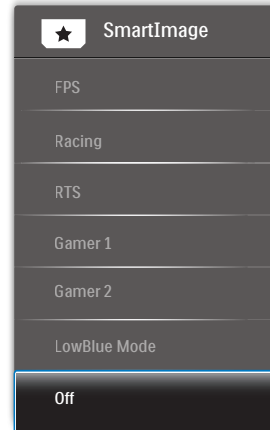 SmartImage
FPS
Racing
RTS
Gamer 1
Gamer 2
LowBlue Mode
Off